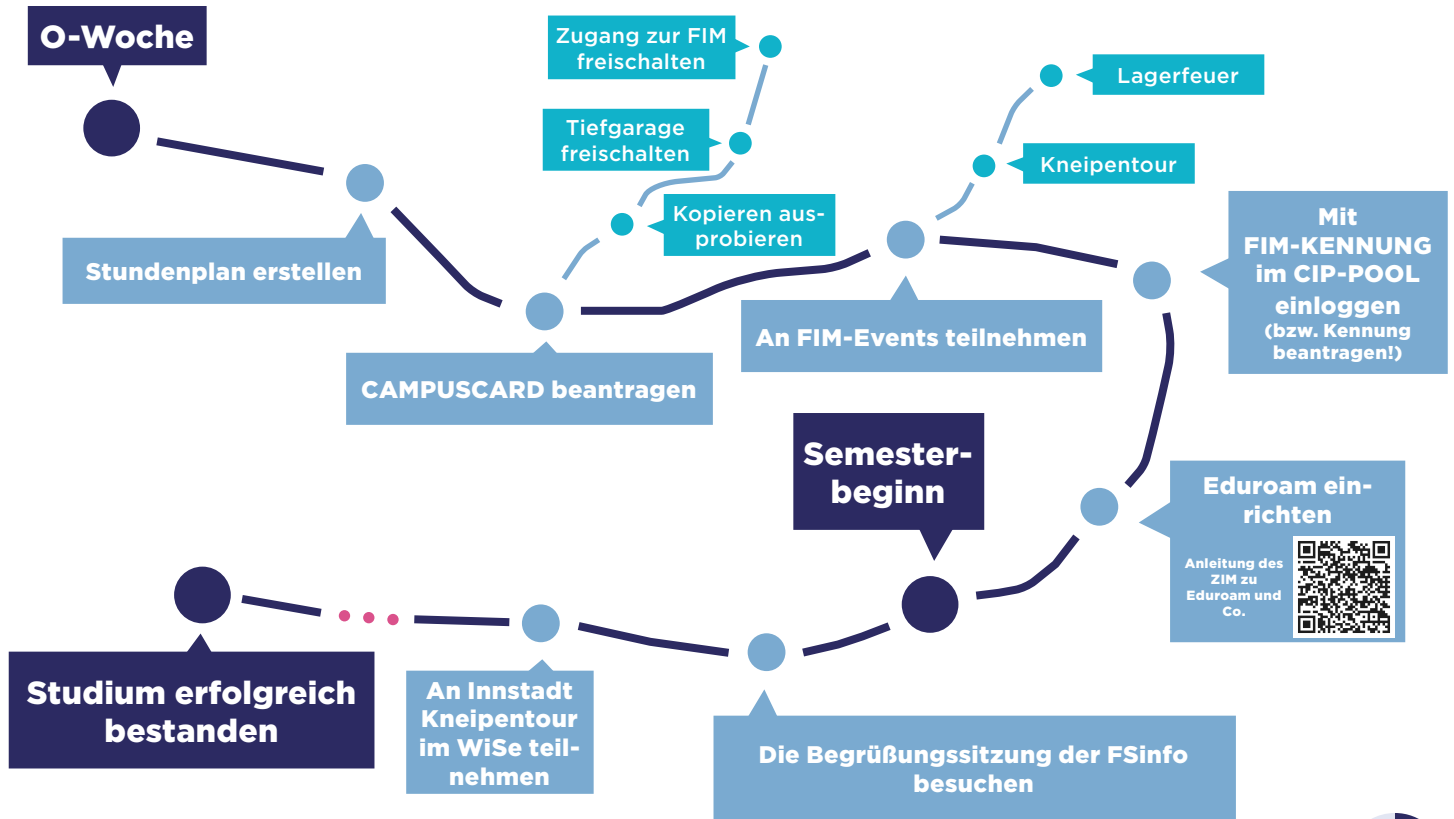 O-Woche
Stundenplan erstellen
CAMPUSCARD beantragen
Kopieren aus-
probieren
Tiefgarage
freischalten
Zugang zur FIM
freischalten
An FIM-Events teilnehmen
Kneipentour
Lagerfeuer
Mit
FIM-KENNUNG
im CIP-POOL
einloggen
(bzw. Kennung
beantragen!)
Eduroam ein-
richten
Anleitung des
ZIM zu
Eduroam und
Co.
Semester-
beginn
Die Begrüßungssitzung der FSinfo
besuchen
An Innstadt
Kneipentour
im WiSe teil-
nehmen
Studium erfolgreich
bestanden